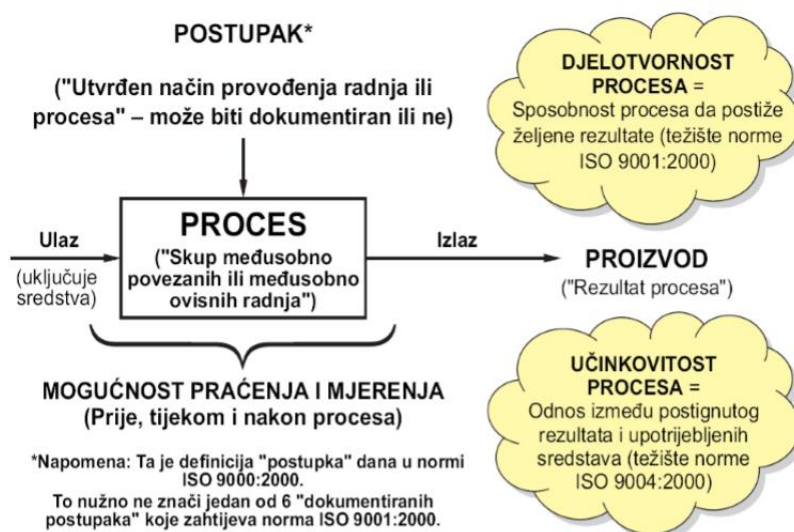 POSTUPAK*
("Utvrđen način provođenja radnja ili
procesa" – može biti dokumentiran ili ne)
DJELOTVORNOST
PROCESA =
Sposobnost procesa da postiže
željene rezultate (težište norme
ISO 9001:2000)
Ulaz
(uključuje
sredstva)
PROCES
("Skup međusobno
povezanih ili međusobno
ovisnih radnja")
Izlaz
PROIZVOD
("Rezultat procesa")
MOGUĆNOST PRAĆENJA I MJERENJA
(Prije, tijekom i nakon procesa)
UČINKOVITOST
PROCESA =
Odnos između postignutog
rezultata i upotrijebljenih
sredstava (težište norme
ISO 9004:2000)
*Napomena: Ta je definicija "postupka" dana u normi
ISO 9000:2000.
To nužno ne znači jedan od 6 "dokumentiranih
postupaka" koje zahtijeva norma ISO 9001:2000.